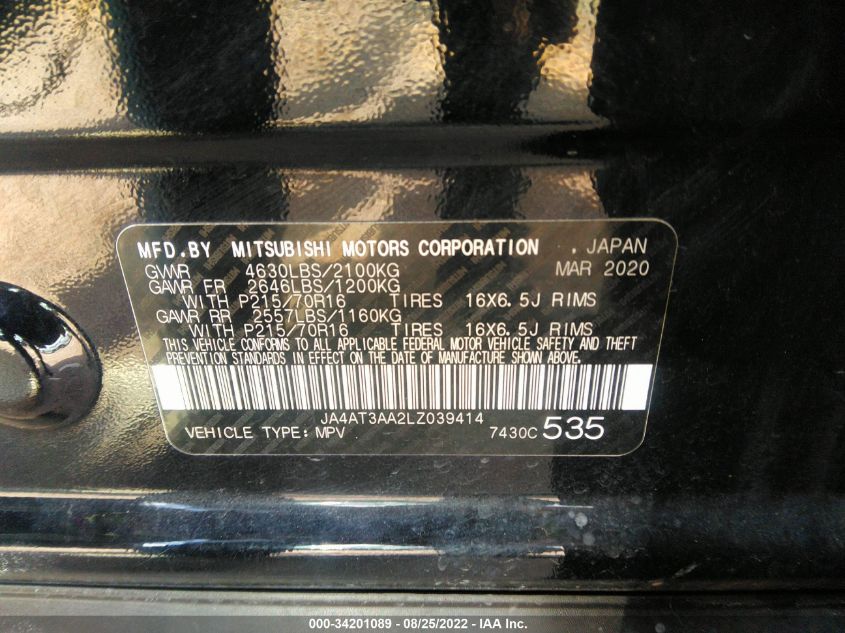 MFD.BY MITSUBISHI MOTORS CORPORATION , JAPAN
GVWR 4630LBS/2100KG MAR 2020
GAWR FR 2646LBS/1200KG
WITH P215/70R16 TIRES 16X6.5J RIMS
GAWR RR 2557LBS/1160KG
WITH P215/70R16 TIRES 16X6.5J RIMS
THIS VEHICLE CONFORMS TO ALL APPLICABLE FEDERAL MOTOR VEHICLE SAFETY AND THEFT
PREVENTION STANDARDS IN EFFECT ON THE DATE OF MANUFACTURE SHOWN ABOVE.
JA4AT3AA2LZ039414
VEHICLE TYPE: MPV 7430C 535
000-34201089 - 08/25/2022 - IAA Inc.